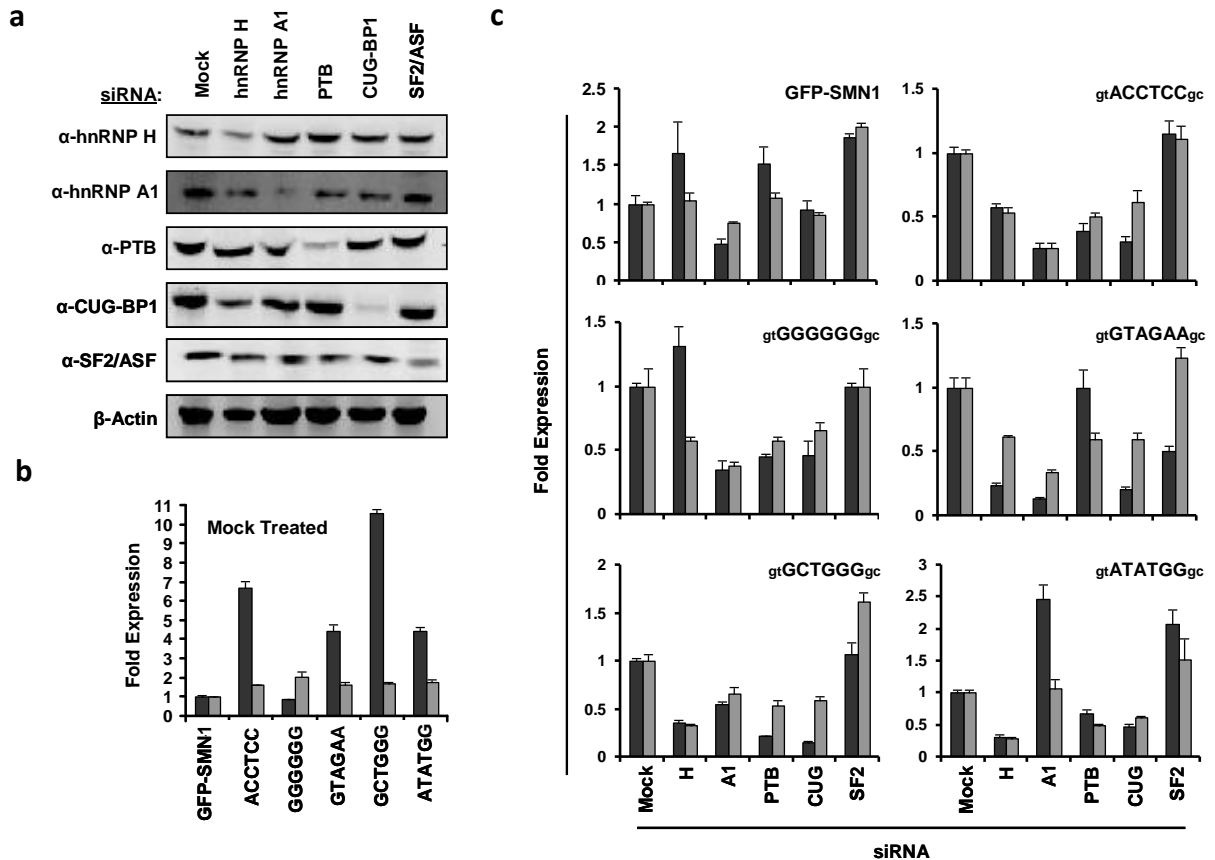 a
siRNA:
Mock
hnRNP H
hnRNP A1
PTB
CUG-BP1
SF2/ASF
α-hnRNP H
α-hnRNP A1
α-PTB
α-CUG-BP1
α-SF2/ASF
β-Actin
b
Mock Treated
Fold Expression
11
10
9
8
7
6
5
4
3
2
1
0
GFP-SMN1
ACCTCC
GGGGGG
GTAGAA
GCTGGG
ATATGG
c
Fold Expression
GFP-SMN1
2.5
2
1.5
1
0.5
0
gtACCTCCgc
1.5
1
0.5
0
gtGGGGGGgc
1.5
1
0.5
0
gtGTAGAAgc
1.5
1
0.5
0
gtGCTGGGgc
2
1.5
1
0.5
0
Mock
H
A1
PTB
CUG
SF2
gtATATGGgc
3
2.5
2
1.5
1
0.5
0
Mock
H
A1
PTB
CUG
SF2
siRNA